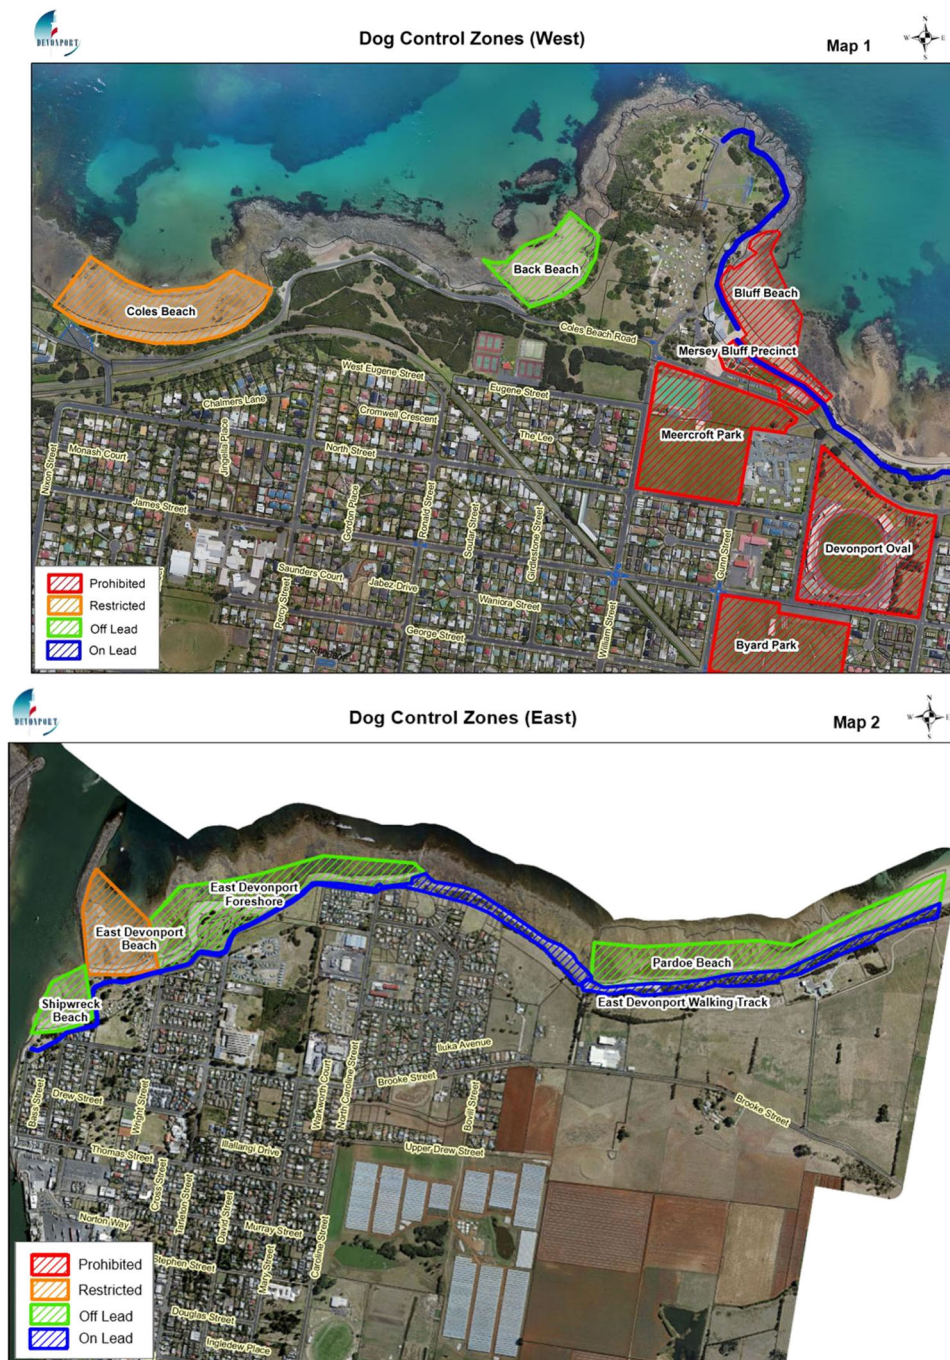 DEVONPORT
Dog Control Zones (West)
Map 1
N
W E
S
Back Beach
Coles Beach
Bluff Beach
Coles Beach Road
Mersey Bluff Precinct
West Eugene Street
Eugene Street
Chalmers Lane
Cromwell Crescent
The Lee
Meercroft Park
Jingella Place
North Street
Nixon Street
Monash Court
James Street
Gordon Place
Ronald Street
Stewart Street
Girdlestone Street
Gunn Street
Devonport Oval
Saunders Court
Jabez Drive
Waniora Street
Percy Street
George Street
William Street
Byard Park
Prohibited
Restricted
Off Lead
On Lead
DEVONPORT
Dog Control Zones (East)
Map 2
N
W E
S
East Devonport
Foreshore
East Devonport
Beach
Pardoe Beach
Shipwreck
Beach
East Devonport Walking Track
Iluka Avenue
Brooke Street
Bass Street
Drew Street
Wright Street
Warkworth Court
North Caroline Street
Bovill Street
Brooke Street
Thomas Street
Illallangi Drive
Upper Drew Street
Cross Street
Tarleton Street
David Street
Norton Way
Murray Street
Caroline Street
Stephen Street
Mary Street
Douglas Street
Ingledew Place
Prohibited
Restricted
Off Lead
On Lead